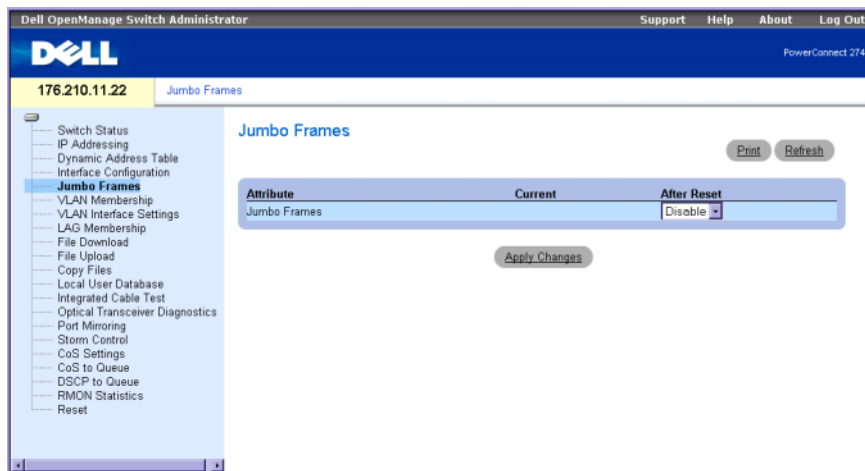 Dell OpenManage Switch Administrator
Support Help About Log Out
DELL
PowerConnect 274
176.210.11.22
Jumbo Frames
Switch Status
IP Addressing
Dynamic Address Table
Interface Configuration
Jumbo Frames
VLAN Membership
VLAN Interface Settings
LAG Membership
File Download
File Upload
Copy Files
Local User Database
Integrated Cable Test
Optical Transceiver Diagnostics
Port Mirroring
Storm Control
CoS Settings
CoS to Queue
DSCP to Queue
RMON Statistics
Reset
Jumbo Frames
Print Refresh
Attribute Current After Reset
Jumbo Frames Disable
Apply Changes